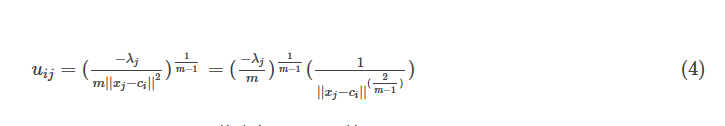 u_{ij} = (\frac{-\lambda_j}{m||x_j-c_i||^2})^{\frac{1}{m-1}} = (\frac{-\lambda_j}{m})^{\frac{1}{m-1}} (\frac{1}{||x_j-c_i||^{(\frac{2}{m-1})}}) (4)